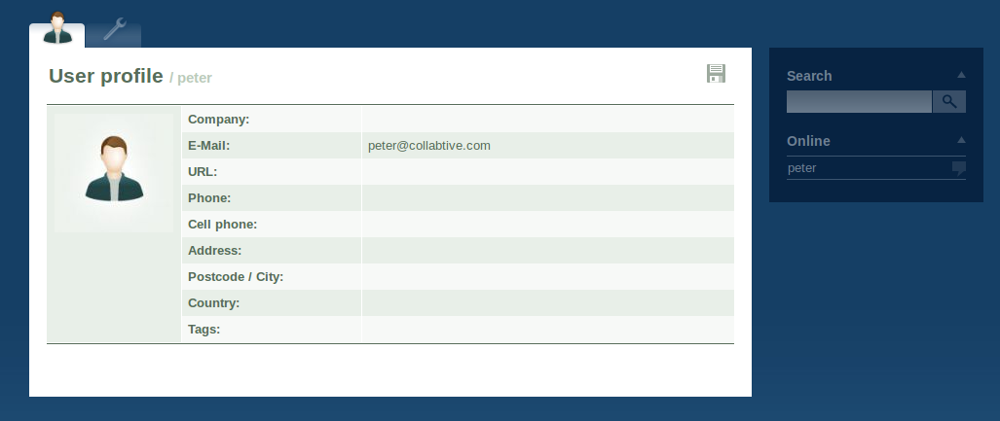 User profile / peter
Company:
E-Mail: peter@collabtive.com
URL:
Phone:
Cell phone:
Address:
Postcode / City:
Country:
Tags:
Search
Online
peter